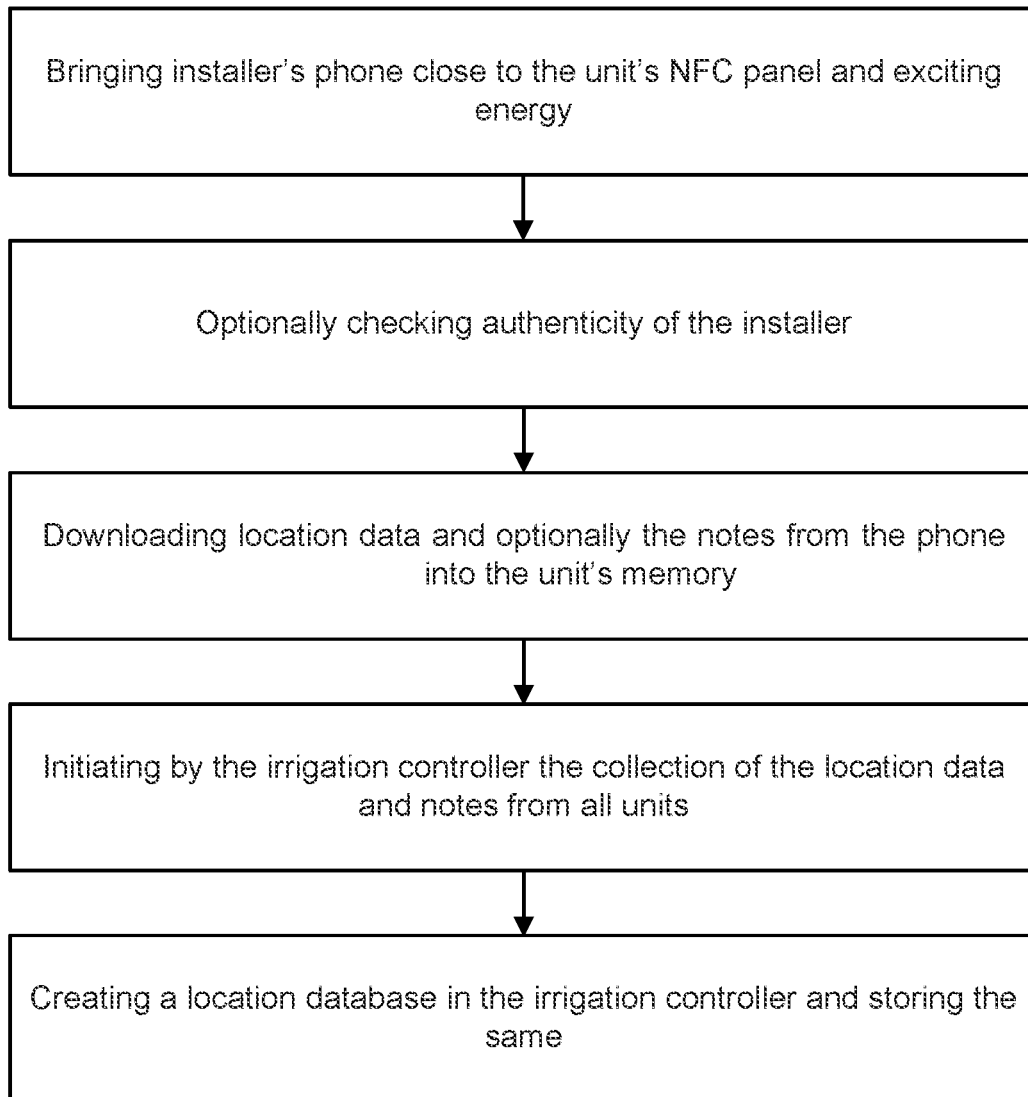 Bringing installer's phone close to the unit's NFC panel and exciting
energy
Optionally checking authenticity of the installer
Downloading location data and optionally the notes from the phone
into the unit's memory
Initiating by the irrigation controller the collection of the location data
and notes from all units
Creating a location database in the irrigation controller and storing the
same